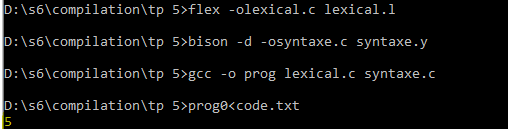 D:\s6\compilation\tp 5>flex -olexical.c lexical.l
D:\s6\compilation\tp 5>bison -d -osyntaxe.c syntaxe.y
D:\s6\compilation\tp 5>gcc -o prog lexical.c syntaxe.c
D:\s6\compilation\tp 5>prog0<code.txt
5